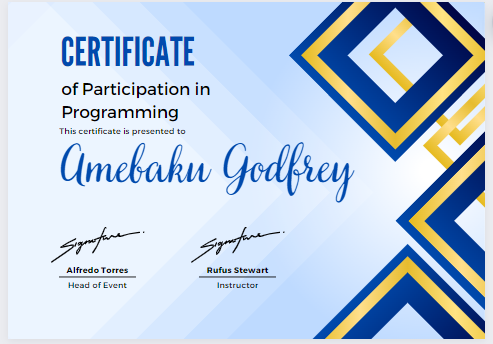 CERTIFICATE
of Participation in
Programming
This certificate is presented to
Amebaku Godfrey
Signature Signature
Alfredo Torres Rufus Stewart
Head of Event Instructor